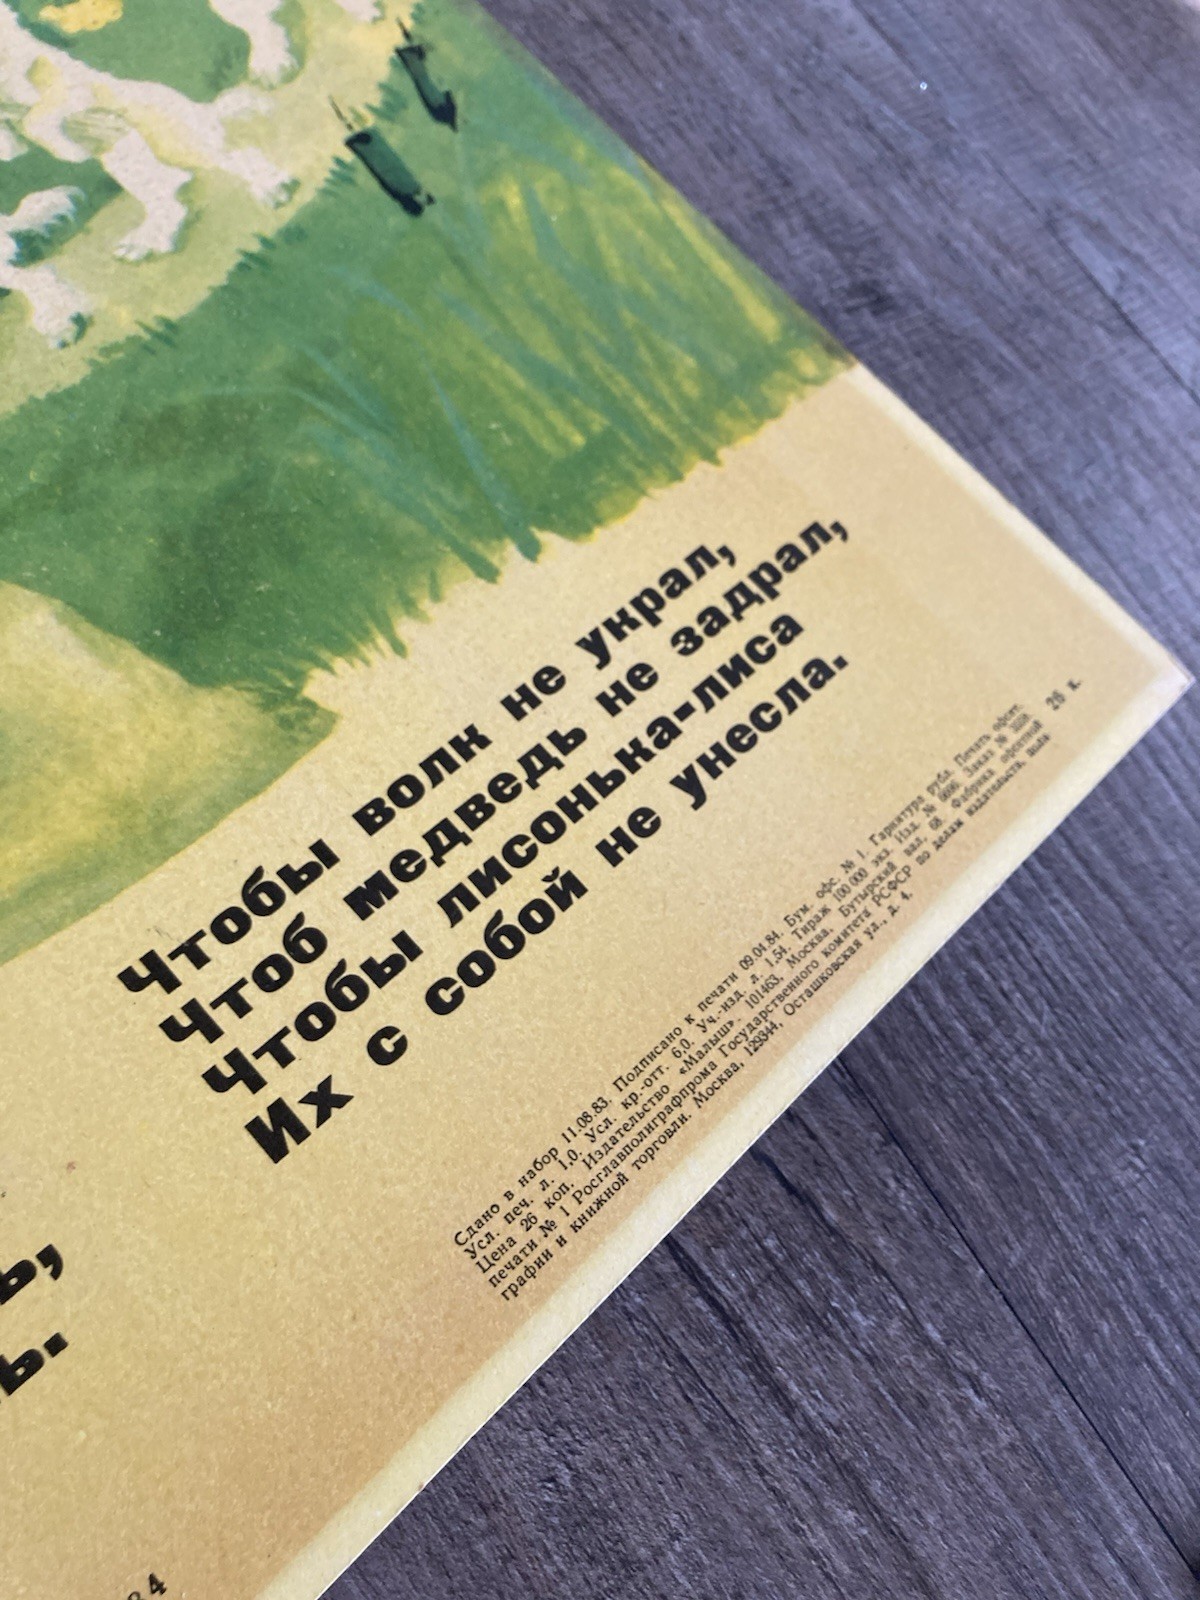 Чтобы волк не украл,
Чтоб медведь не задрал,
Чтобы лисонька-лиса
Их с собой не унесла.
ь,
ь.
Сдано в набор 11.08.83. Подписано к печати 09.04.84. Бум. офс. № 1. Гарнитура рубл. Печать офсет.
Усл. печ. л. 1,0. Усл. кр.-отт. 6,0. Уч.-изд. л. 1,54. Тираж 100 000 экз. Изд. № Заказ №
Цена 26 коп. Издательство «Малыш». 101463, Москва, Бутырский вал, 68. Фабрика офсетной
печати № 1 Росглавполиграфпрома Государственного комитета РСФСР по делам издательств, поли-
графии и книжной торговли. Москва, 129344, Осташковская ул., д. 4.
26 к.
84